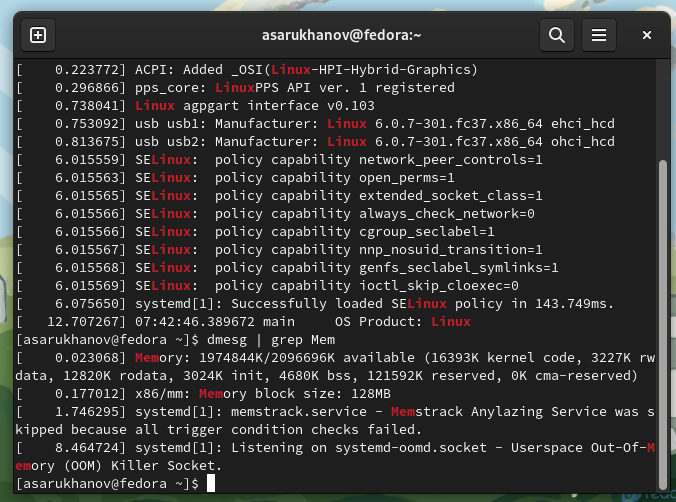 asarukhanov@fedora:~
[    0.223772] ACPI: Added _OSI(Linux-HPI-Hybrid-Graphics)
[    0.296866] pps_core: LinuxPPS API ver. 1 registered
[    0.738041] Linux agpgart interface v0.103
[    0.753092] usb usb1: Manufacturer: Linux 6.0.7-301.fc37.x86_64 ehci_hcd
[    0.813675] usb usb2: Manufacturer: Linux 6.0.7-301.fc37.x86_64 ohci_hcd
[    6.015559] SELinux:  policy capability network_peer_controls=1
[    6.015563] SELinux:  policy capability open_perms=1
[    6.015565] SELinux:  policy capability extended_socket_class=1
[    6.015566] SELinux:  policy capability always_check_network=0
[    6.015566] SELinux:  policy capability cgroup_seclabel=1
[    6.015567] SELinux:  policy capability nnp_nosuid_transition=1
[    6.015568] SELinux:  policy capability genfs_seclabel_symlinks=1
[    6.015569] SELinux:  policy capability ioctl_skip_cloexec=0
[    6.075650] systemd[1]: Successfully loaded SELinux policy in 143.749ms.
[   12.707267] 07:42:46.389672 main     OS Product: Linux
[asarukhanov@fedora ~]$ dmesg | grep Mem
[    0.023068] Memory: 1974844K/2096696K available (16393K kernel code, 3227K rw
data, 12820K rodata, 3024K init, 4680K bss, 121592K reserved, 0K cma-reserved)
[    0.177012] x86/mm: Memory block size: 128MB
[    1.746295] systemd[1]: memstrack.service - Memstrack Anylazing Service was s
kipped because all trigger condition checks failed.
[    8.464724] systemd[1]: Listening on systemd-oomd.socket - Userspace Out-Of-M
emory (OOM) Killer Socket.
[asarukhanov@fedora ~]$